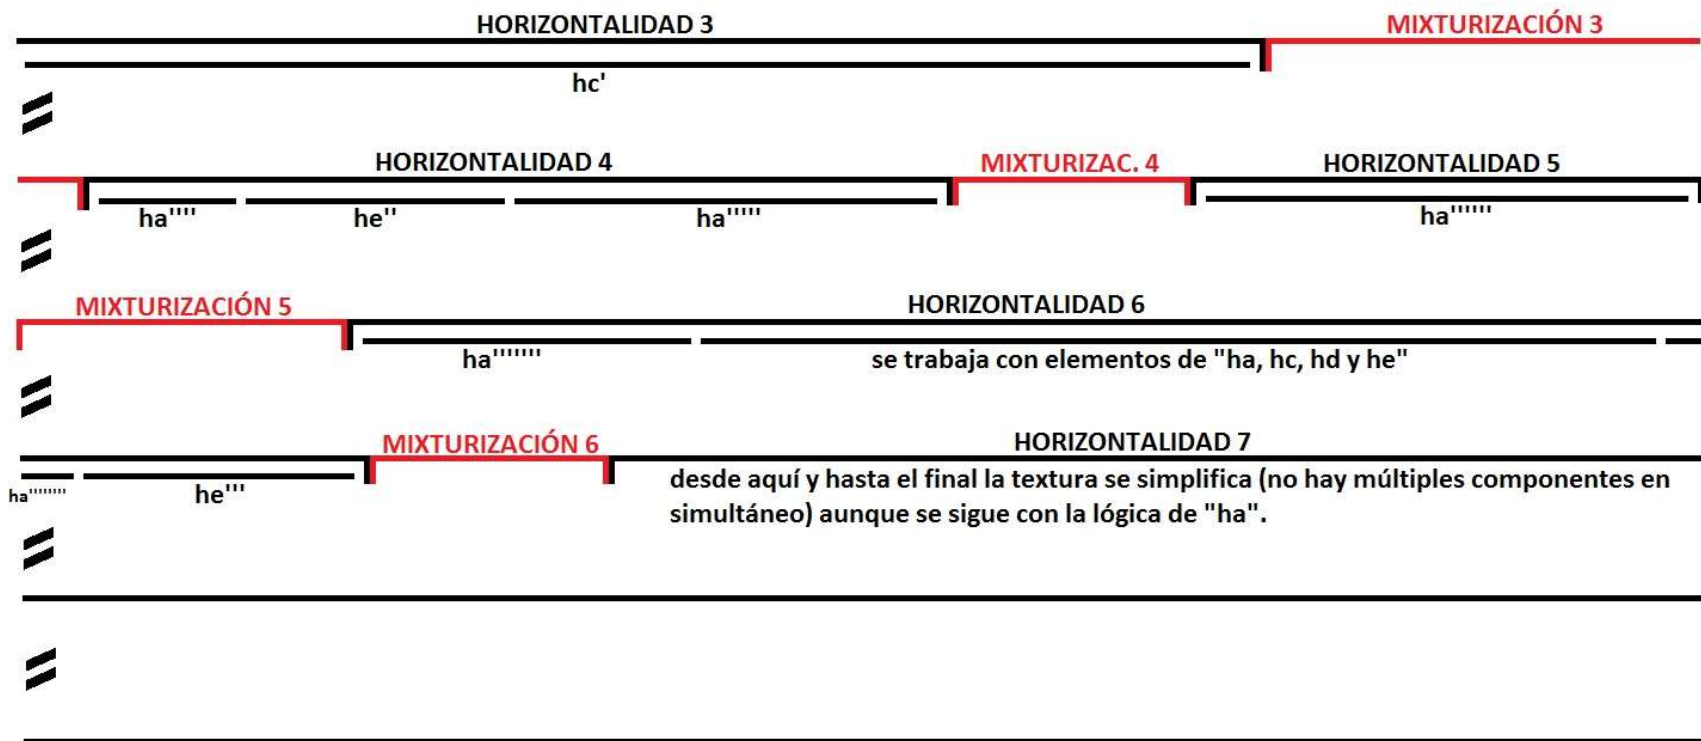 HORIZONTALIDAD 3 MIXTURIZACIÓN 3
hc'
HORIZONTALIDAD 4 MIXTURIZAC. 4 HORIZONTALIDAD 5
ha'''' he'' ha''''' ha''''''
MIXTURIZACIÓN 5 HORIZONTALIDAD 6
ha''''''' se trabaja con elementos de "ha, hc, hd y he"
MIXTURIZACIÓN 6 HORIZONTALIDAD 7
ha'''''''' he''' desde aquí y hasta el final la textura se simplifica (no hay múltiples componentes en
simultáneo) aunque se sigue con la lógica de "ha".